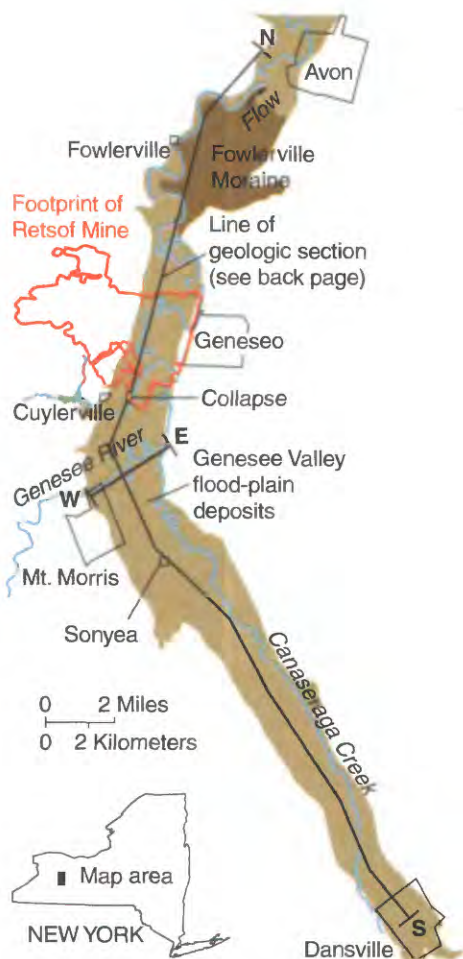 N
Avon
Flow
Fowlerville
Fowlerville
Moraine
Footprint of
Retsof Mine
Line of
geologic section
(see back page)
Geneseo
Cuylerville
Collapse
Genesee River
E
W
Genesee Valley
flood-plain
deposits
Mt. Morris
Sonyea
Canaseraga Creek
0 2 Miles
0 2 Kilometers
Map area
NEW YORK
S
Dansville